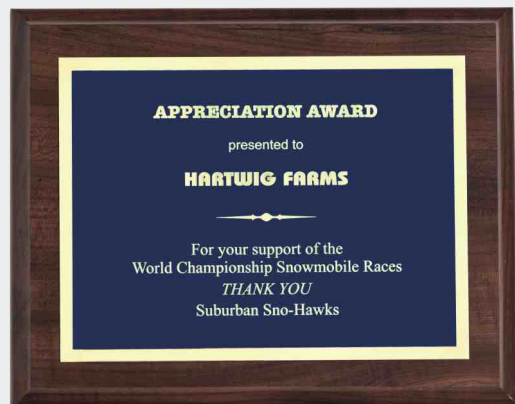 APPRECIATION AWARD
presented to
HARTWIG FARMS
For your support of the
World Championship Snowmobile Races
THANK YOU
Suburban Sno-Hawks